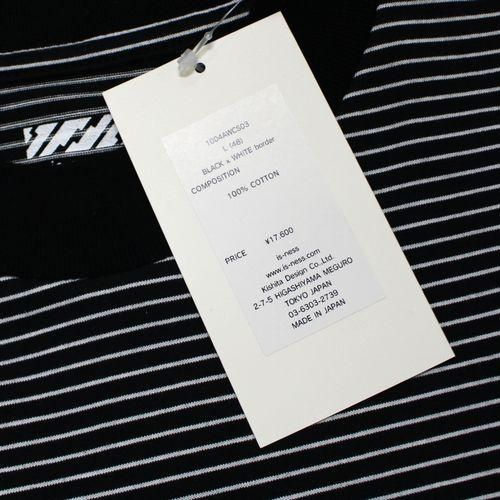 1004AWCS03
L (48)
BLACK x WHITE border
COMPOSITION
100% COTTON
PRICE ¥17,600
is-ness
www.is-ness.com
Kishita Design Co.,Ltd.
2-7-5 HIGASHIYAMA MEGURO
TOKYO JAPAN
03-6303-2739
MADE IN JAPAN